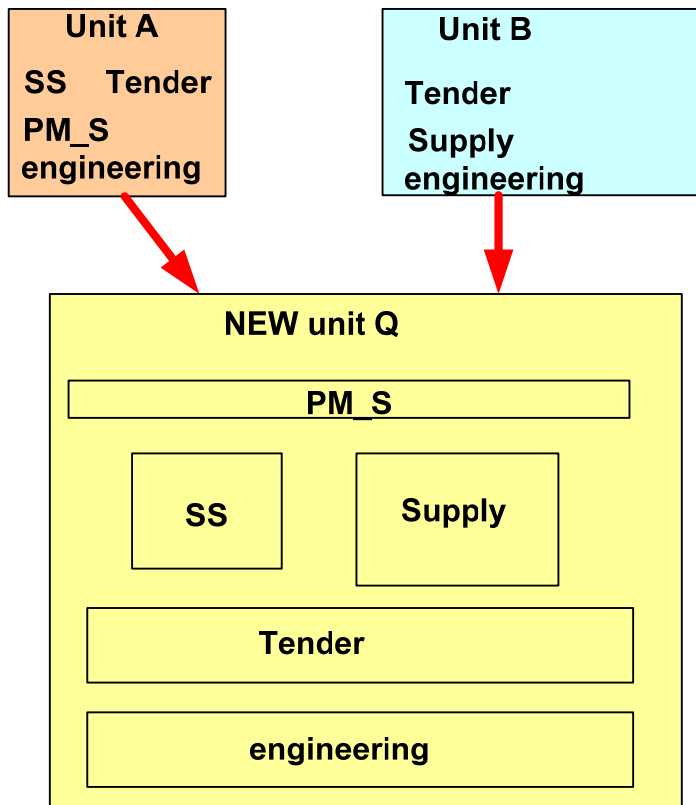 Unit A
SS Tender
PM_S
engineering
Unit B
Tender
Supply
engineering
NEW unit Q
PM_S
SS
Supply
Tender
engineering